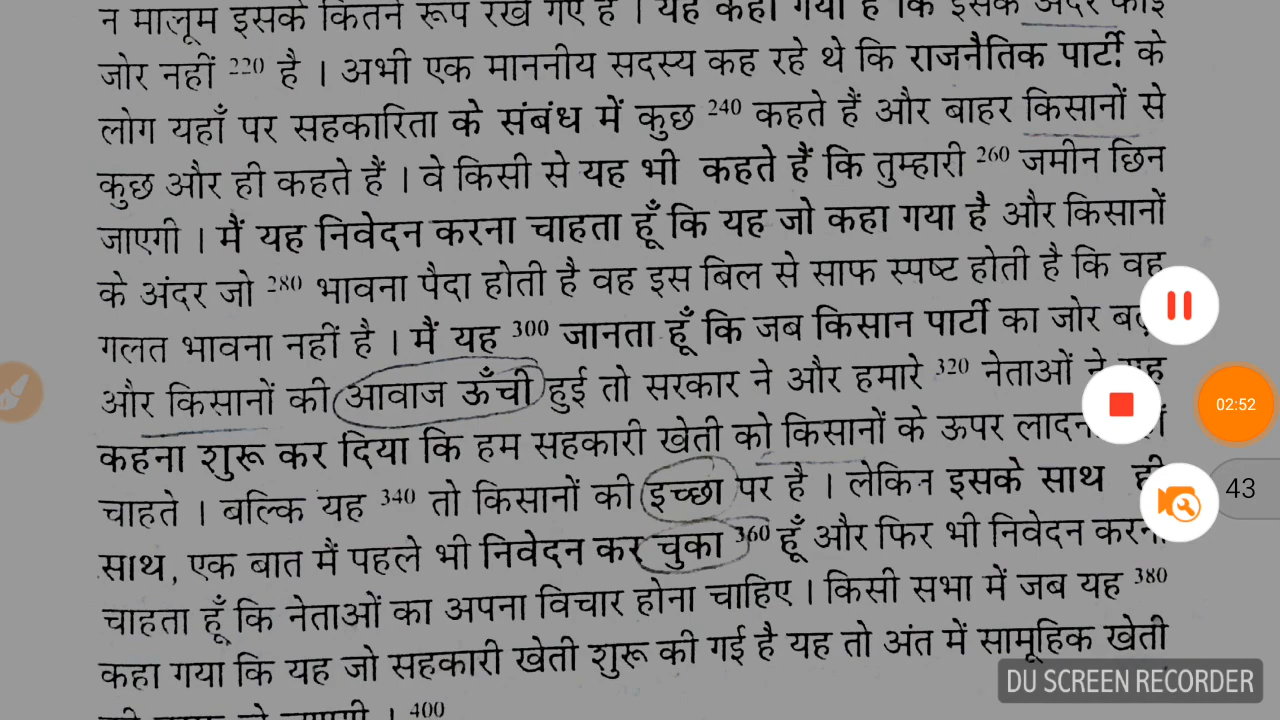 न मालूम इसके कितने रूप रखे गए हैं । यह कहा गया है कि इसके अंदर कोई
जोर नहीं 220 है । अभी एक माननीय सदस्य कह रहे थे कि राजनैतिक पार्टी के
लोग यहाँ पर सहकारिता के संबंध में कुछ 240 कहते हैं और बाहर किसानों से
कुछ और ही कहते हैं । वे किसी से यह भी कहते हैं कि तुम्हारी 260 जमीन छिन
जाएगी । मैं यह निवेदन करना चाहता हूँ कि यह जो कहा गया है और किसानों
के अंदर जो 280 भावना पैदा होती है वह इस बिल से साफ स्पष्ट होती है कि वह
गलत भावना नहीं है । मैं यह 300 जानता हूँ कि जब किसान पार्टी का जोर
और किसानों की आवाज ऊँची हुई तो सरकार ने और हमारे 320 नेताओं ने यह
कहना शुरू कर दिया कि हम सहकारी खेती को किसानों के ऊपर
चाहते । बल्कि यह 340 तो किसानों की इच्छा पर है । लेकिन इसके साथ ही
साथ, एक बात मैं पहले भी निवेदन कर चुका 360 हूँ और फिर भी निवेदन करना
चाहता हूँ कि नेताओं का अपना विचार होना चाहिए । किसी सभा में जब यह 380
कहा गया कि यह जो सहकारी खेती शुरू की गई है यह तो अंत में सामूहिक खेती
। 400
02:52
43
DU SCREEN RECORDER